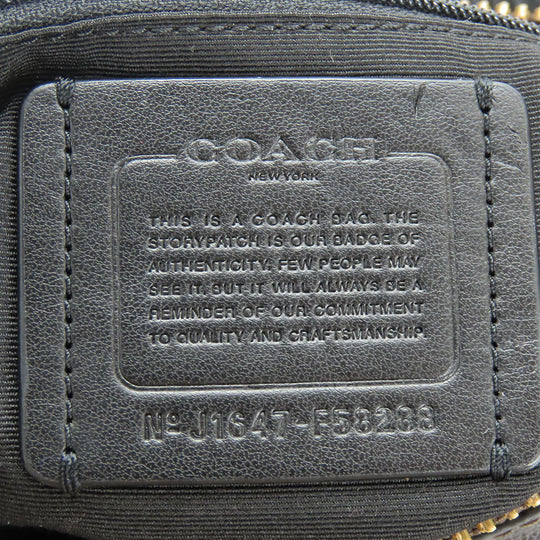 COACH
NEW YORK
THIS IS A COACH BAG. THE
STORYPATCH IS OUR BADGE OF
AUTHENTICITY. FEW PEOPLE MAY
SEE IT. BUT IT WILL ALWAYS BE A
REMINDER OF OUR COMMITMENT
TO QUALITY AND CRAFTSMANSHIP.
Nº J1647-F58288